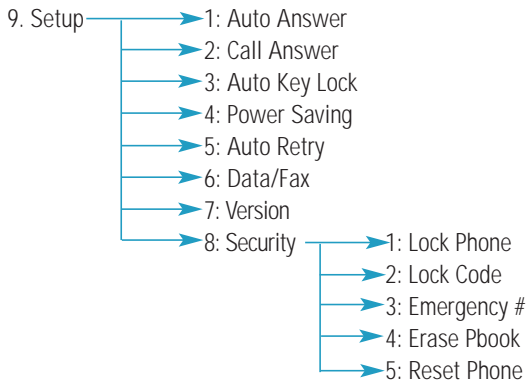 9. Setup
1: Auto Answer
2: Call Answer
3: Auto Key Lock
4: Power Saving
5: Auto Retry
6: Data/Fax
7: Version
8: Security
1: Lock Phone
2: Lock Code
3: Emergency #
4: Erase Pbook
5: Reset Phone